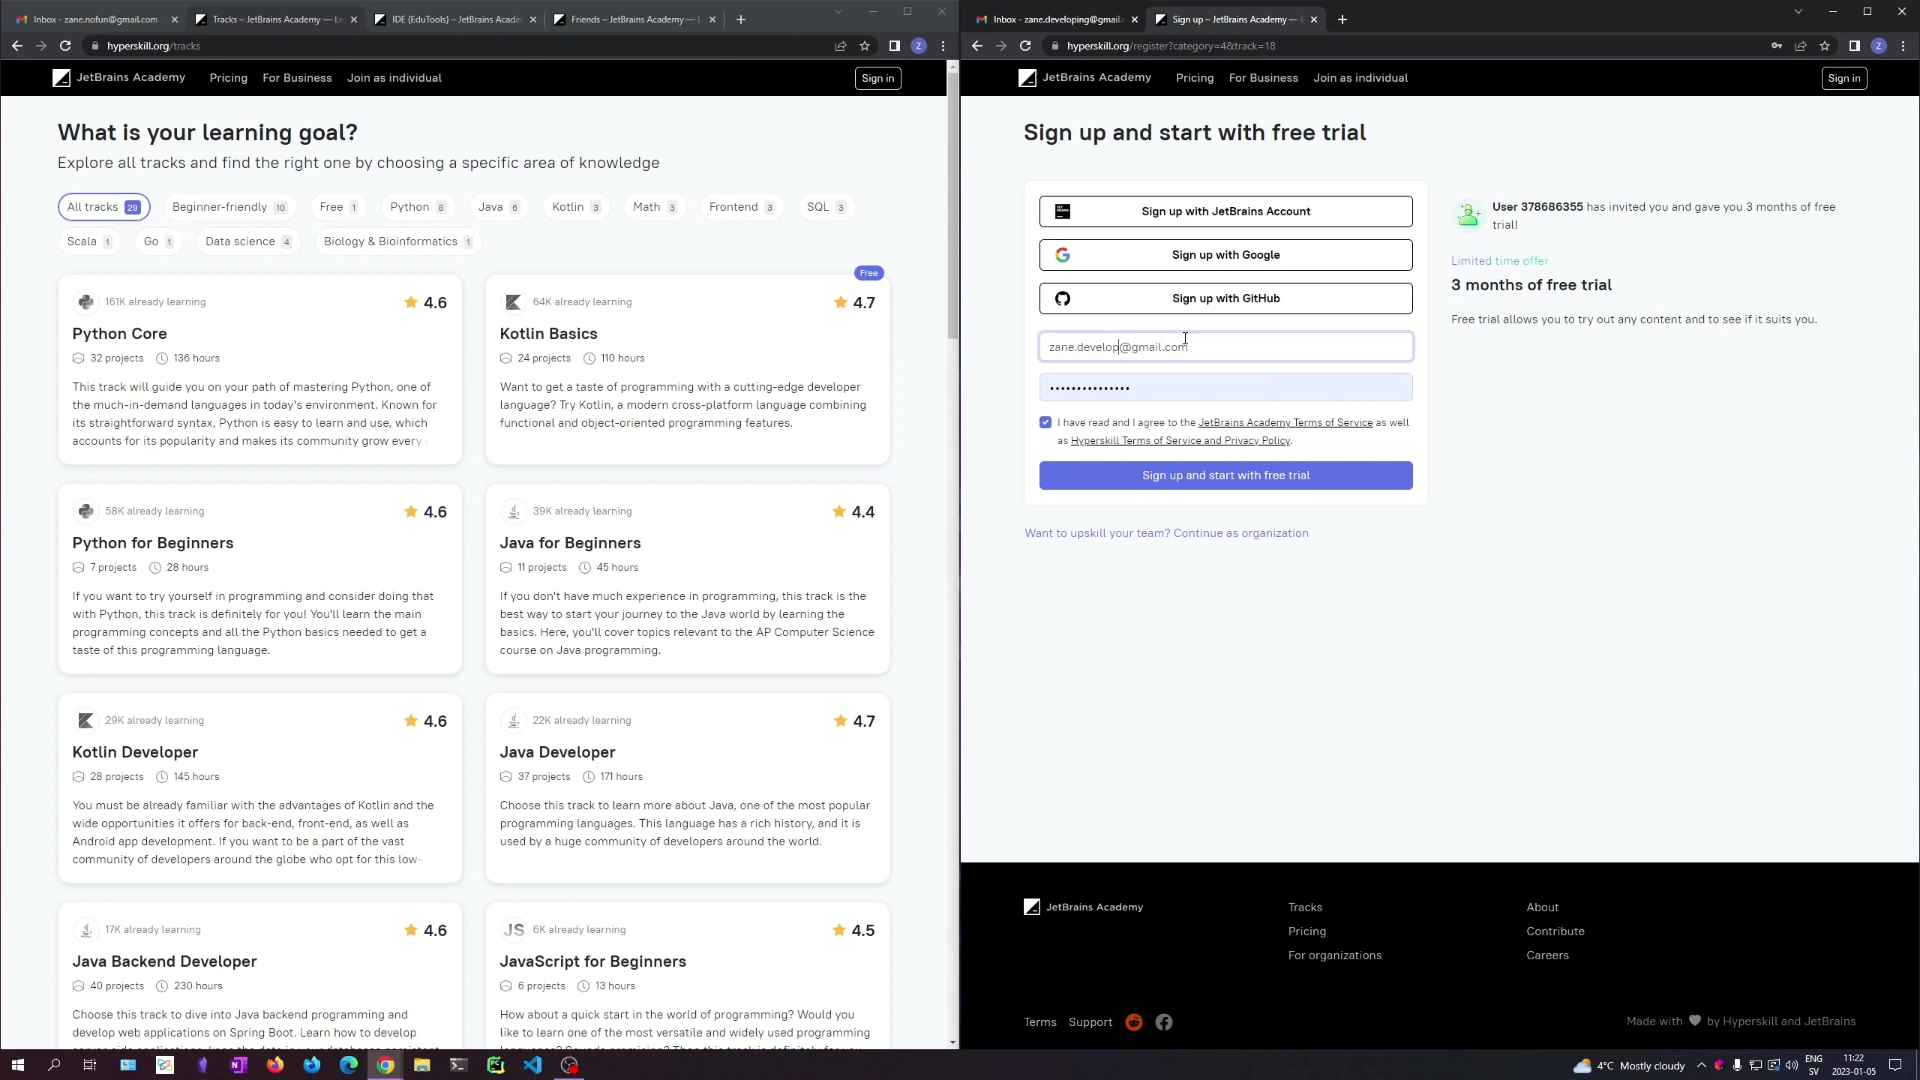 Inbox - zane.nofun@gmail.com
Tracks – JetBrains Academy — Le
IDE (EduTools) – JetBrains Acade
Friends – JetBrains Academy — L
hyperskill.org/tracks
Z
JetBrains Academy
Pricing
For Business
Join as individual
Sign in
What is your learning goal?
Explore all tracks and find the right one by choosing a specific area of knowledge
All tracks 29
Beginner-friendly 10
Free 1
Python 8
Java 6
Kotlin 3
Math 3
Frontend 3
SQL 3
Scala 1
Go 1
Data science 4
Biology & Bioinformatics 1
161K already learning
4.6
Python Core
32 projects 136 hours
This track will guide you on your path of mastering Python, one of
the much-in-demand languages in today's environment. Known for
its straightforward syntax, Python is easy to learn and use, which
accounts for its popularity and makes its community grow every
Free
64K already learning
4.7
Kotlin Basics
24 projects 110 hours
Want to get a taste of programming with a cutting-edge developer
language? Try Kotlin, a modern cross-platform language combining
functional and object-oriented programming features.
58K already learning
4.6
Python for Beginners
7 projects 28 hours
If you want to try yourself in programming and consider doing that
with Python, this track is definitely for you! You'll learn the main
programming concepts and all the Python basics needed to get a
taste of this programming language.
39K already learning
4.4
Java for Beginners
11 projects 45 hours
If you don't have much experience in programming, this track is the
best way to start your journey to the Java world by learning the
basics. Here, you'll cover topics relevant to the AP Computer Science
course on Java programming.
29K already learning
4.6
Kotlin Developer
28 projects 145 hours
You must be already familiar with the advantages of Kotlin and the
wide opportunities it offers for back-end, front-end, as well as
Android app development. If you want to be a part of the vast
community of developers around the globe who opt for this low-
22K already learning
4.7
Java Developer
37 projects 171 hours
Choose this track to learn more about Java, one of the most popular
programming languages. This language has a rich history, and it is
used by a huge community of developers around the world.
17K already learning
4.6
Java Backend Developer
40 projects 230 hours
Choose this track to dive into Java backend programming and
develop web applications on Spring Boot. Learn how to develop
JS 6K already learning
4.5
JavaScript for Beginners
6 projects 13 hours
How about a quick start in the world of programming? Would you
like to learn one of the most versatile and widely used programming
Inbox - zane.developing@gmail.c
Sign up – JetBrains Academy —
hyperskill.org/register?category=4&track=18
Z
JetBrains Academy
Pricing
For Business
Join as individual
Sign in
Sign up and start with free trial
Sign up with JetBrains Account
Sign up with Google
Sign up with GitHub
zane.develop@gmail.com
I have read and I agree to the JetBrains Academy Terms of Service as well
as Hyperskill Terms of Service and Privacy Policy.
Sign up and start with free trial
Want to upskill your team? Continue as organization
User 378686355 has invited you and gave you 3 months of free
trial!
Limited time offer
3 months of free trial
Free trial allows you to try out any content and to see if it suits you.
JetBrains Academy
Tracks
Pricing
For organizations
About
Contribute
Careers
Terms
Support
Made with by Hyperskill and JetBrains
4°C Mostly cloudy
ENG
SV
11:22
2023-01-05